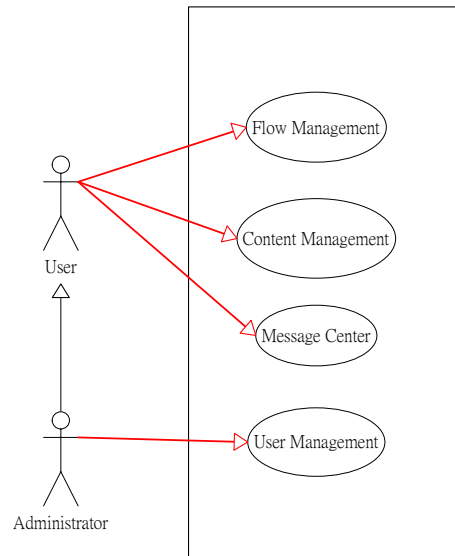 Flow Management
Content Management
User
Message Center
User Management
Administrator